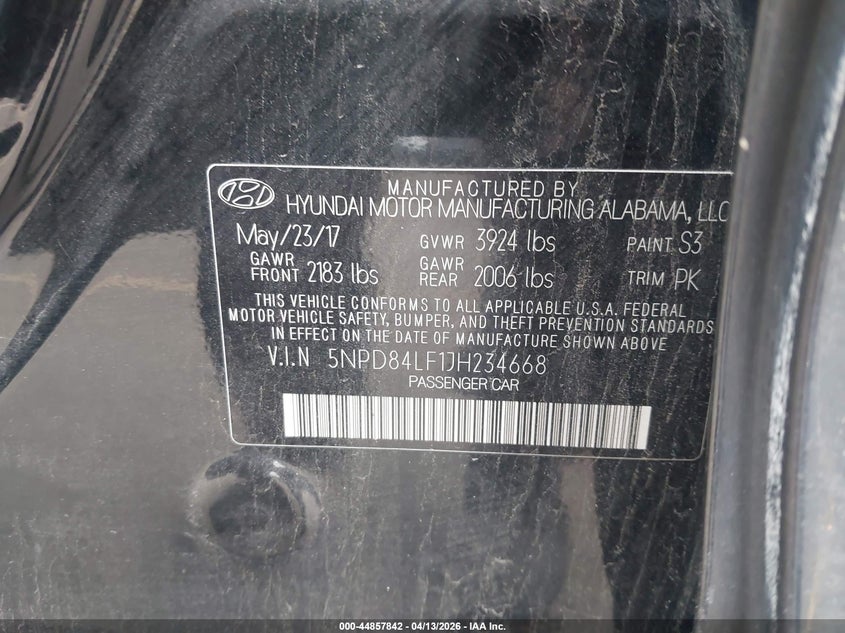 MANUFACTURED BY
HYUNDAI MOTOR MANUFACTURING ALABAMA, LLC
May/23/17 GVWR 3924 lbs PAINT S3
GAWR FRONT 2183 lbs GAWR REAR 2006 lbs TRIM PK
THIS VEHICLE CONFORMS TO ALL APPLICABLE U.S.A. FEDERAL
MOTOR VEHICLE SAFETY, BUMPER, AND THEFT PREVENTION STANDARDS
IN EFFECT ON THE DATE OF MANUFACTURE SHOWN ABOVE
V.I.N 5NPD84LF1JH234668
PASSENGER CAR
000-44857842 - 04/13/2026 - IAA Inc.